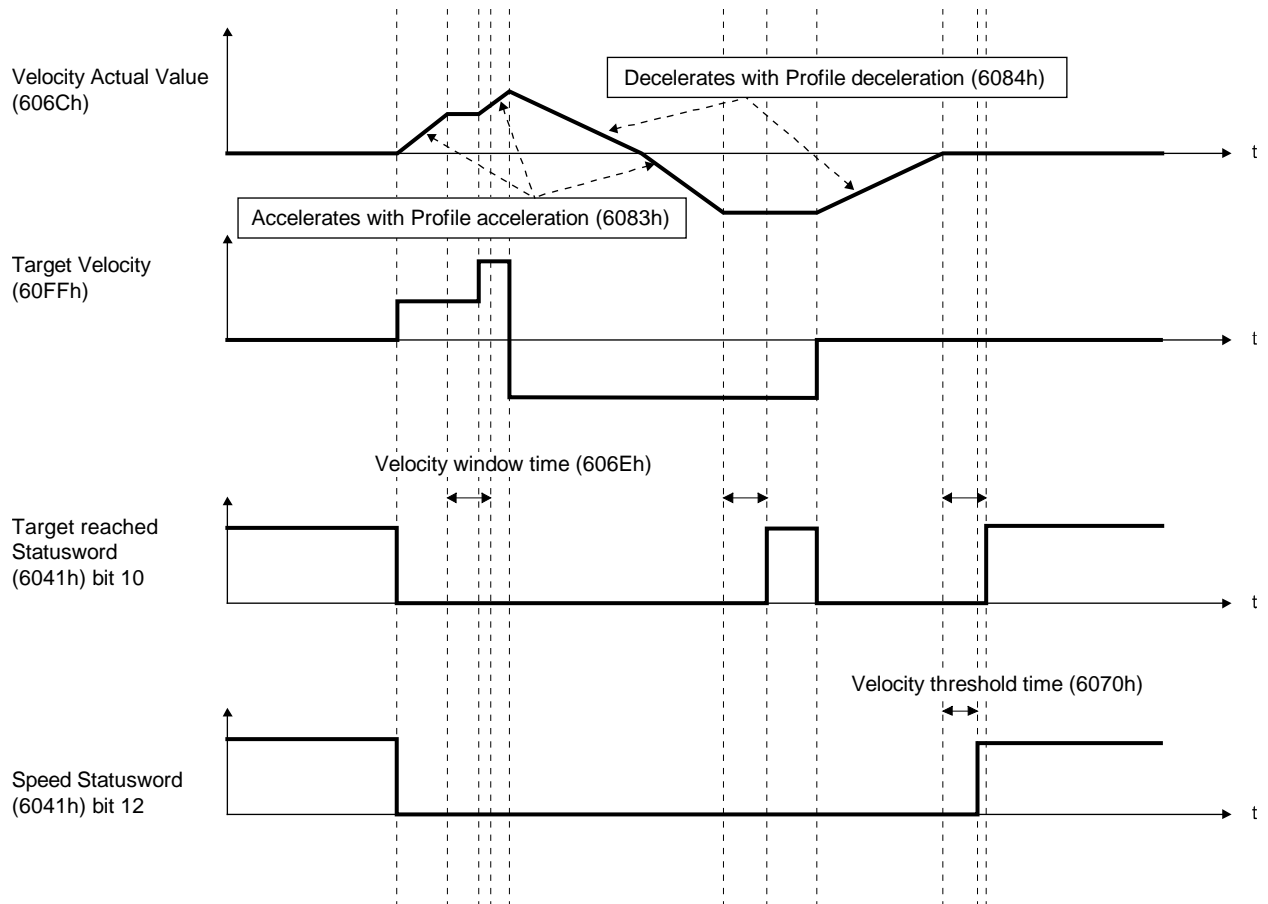 Velocity Actual Value
(606Ch)
Decelerates with Profile deceleration (6084h)
t
Accelerates with Profile acceleration (6083h)
Target Velocity
(60FFh)
t
Velocity window time (606Eh)
Target reached
Statusword
(6041h) bit 10
t
Velocity threshold time (6070h)
Speed Statusword
(6041h) bit 12
t